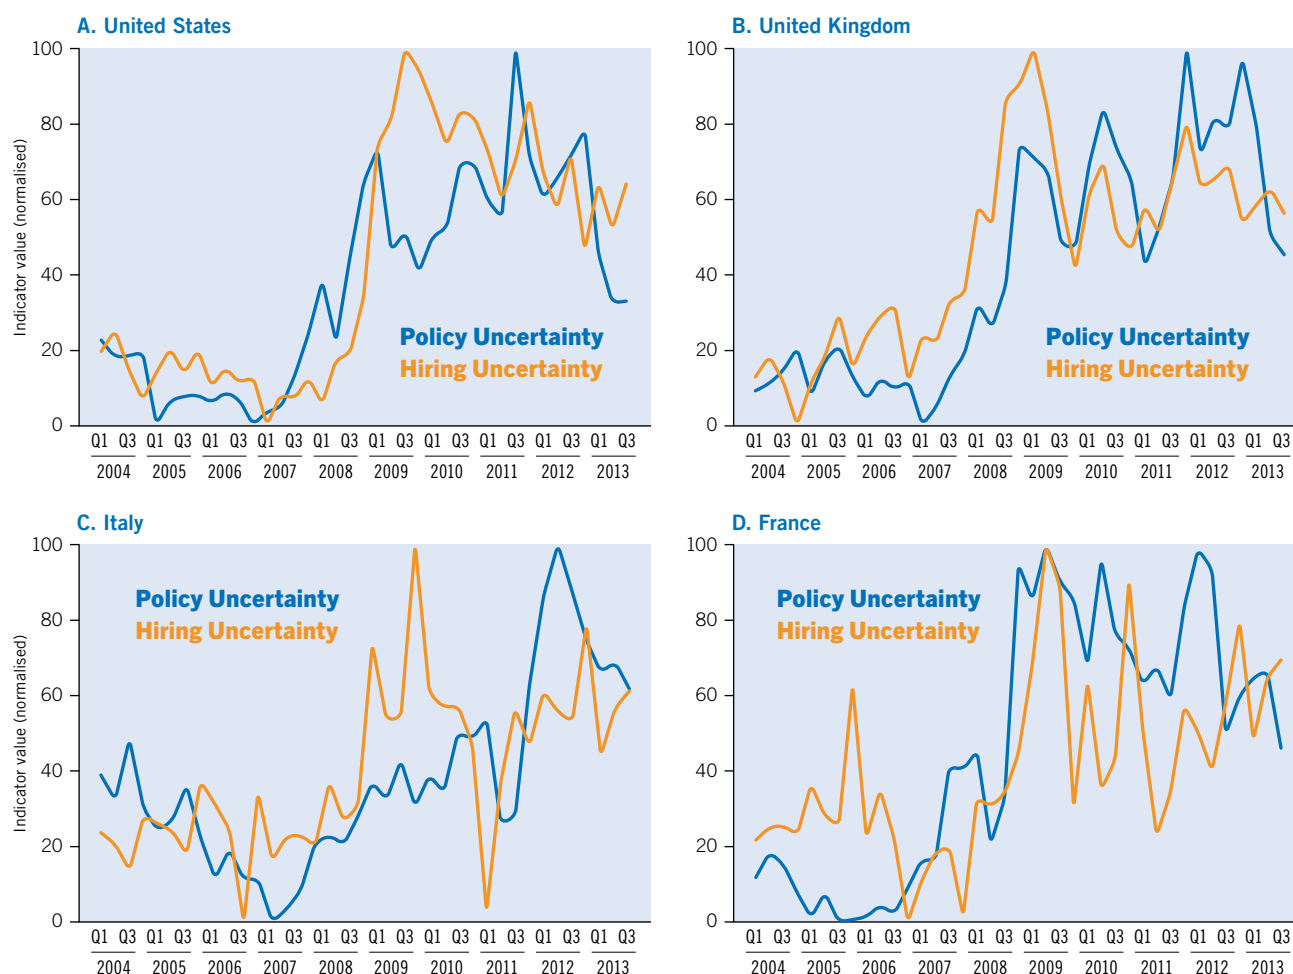 A. United States
100
80
60
40
20
0
Indicator value (normalised)
Policy Uncertainty
Hiring Uncertainty
Q1 Q3 Q1 Q3 Q1 Q3 Q1 Q3 Q1 Q3 Q1 Q3 Q1 Q3 Q1 Q3 Q1 Q3 Q1 Q3
2004 2005 2006 2007 2008 2009 2010 2011 2012 2013
B. United Kingdom
100
80
60
40
20
0
Policy Uncertainty
Hiring Uncertainty
Q1 Q3 Q1 Q3 Q1 Q3 Q1 Q3 Q1 Q3 Q1 Q3 Q1 Q3 Q1 Q3 Q1 Q3 Q1 Q3
2004 2005 2006 2007 2008 2009 2010 2011 2012 2013
C. Italy
100
80
60
40
20
0
Indicator value (normalised)
Policy Uncertainty
Hiring Uncertainty
Q1 Q3 Q1 Q3 Q1 Q3 Q1 Q3 Q1 Q3 Q1 Q3 Q1 Q3 Q1 Q3 Q1 Q3 Q1 Q3
2004 2005 2006 2007 2008 2009 2010 2011 2012 2013
D. France
100
80
60
40
20
0
Policy Uncertainty
Hiring Uncertainty
Q1 Q3 Q1 Q3 Q1 Q3 Q1 Q3 Q1 Q3 Q1 Q3 Q1 Q3 Q1 Q3 Q1 Q3 Q1 Q3
2004 2005 2006 2007 2008 2009 2010 2011 2012 2013